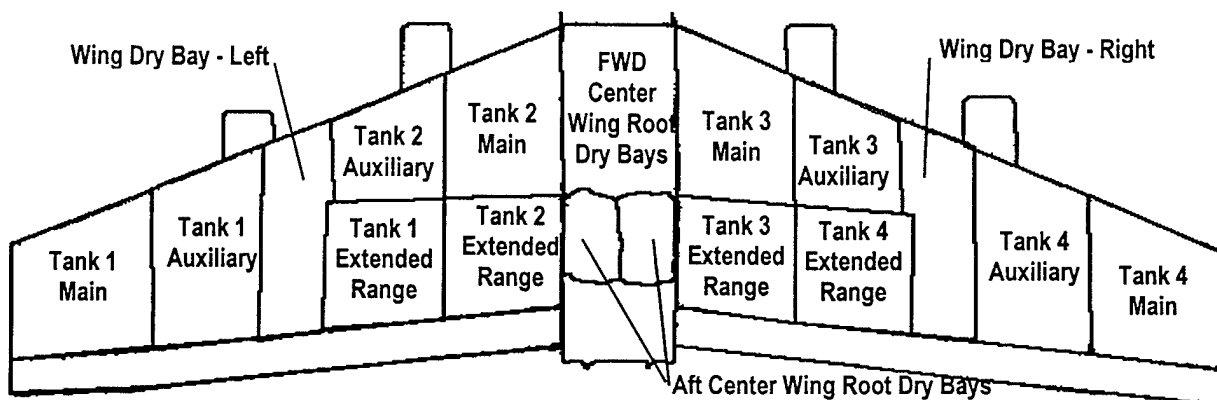 Wing Dry Bay - Left
Wing Dry Bay - Right
FWD
Center
Wing Root
Dry Bays
Tank 2
Main
Tank 3
Main
Tank 2
Auxiliary
Tank 3
Auxiliary
Tank 1
Auxiliary
Tank 1
Main
Tank 1
Extended
Range
Tank 2
Extended
Range
Tank 3
Extended
Range
Tank 4
Extended
Range
Tank 4
Auxiliary
Tank 4
Main
Aft Center Wing Root Dry Bays